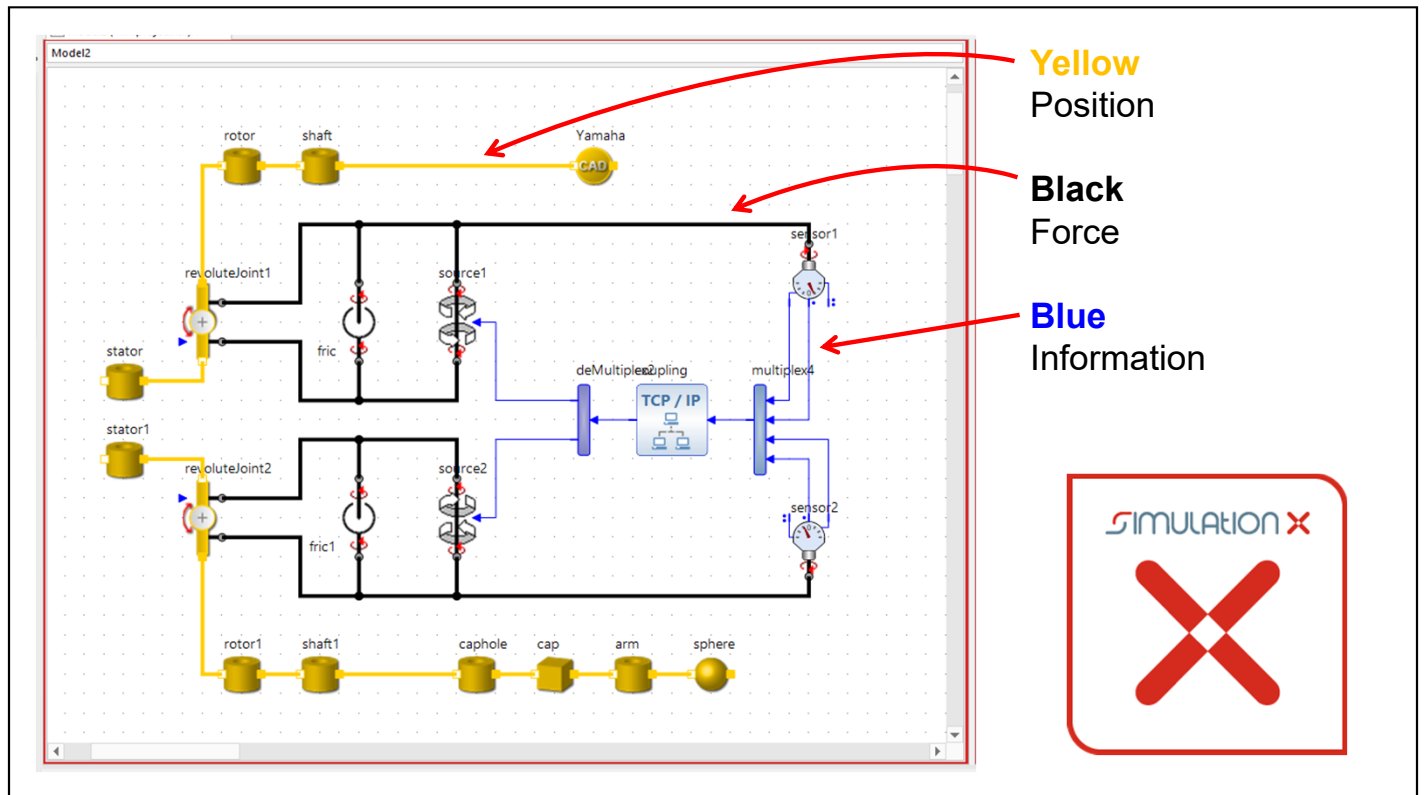 Model2
rotor
shaft
Yamaha
CAD
sensor1
revoluteJoint1
source1
fric
stator
deMultiplex2
coupling
multiplex4
TCP / IP
stator1
revoluteJoint2
source2
sensor2
fric1
rotor1
shaft1
caphole
cap
arm
sphere
Yellow
Position
Black
Force
Blue
Information
SIMULATION X